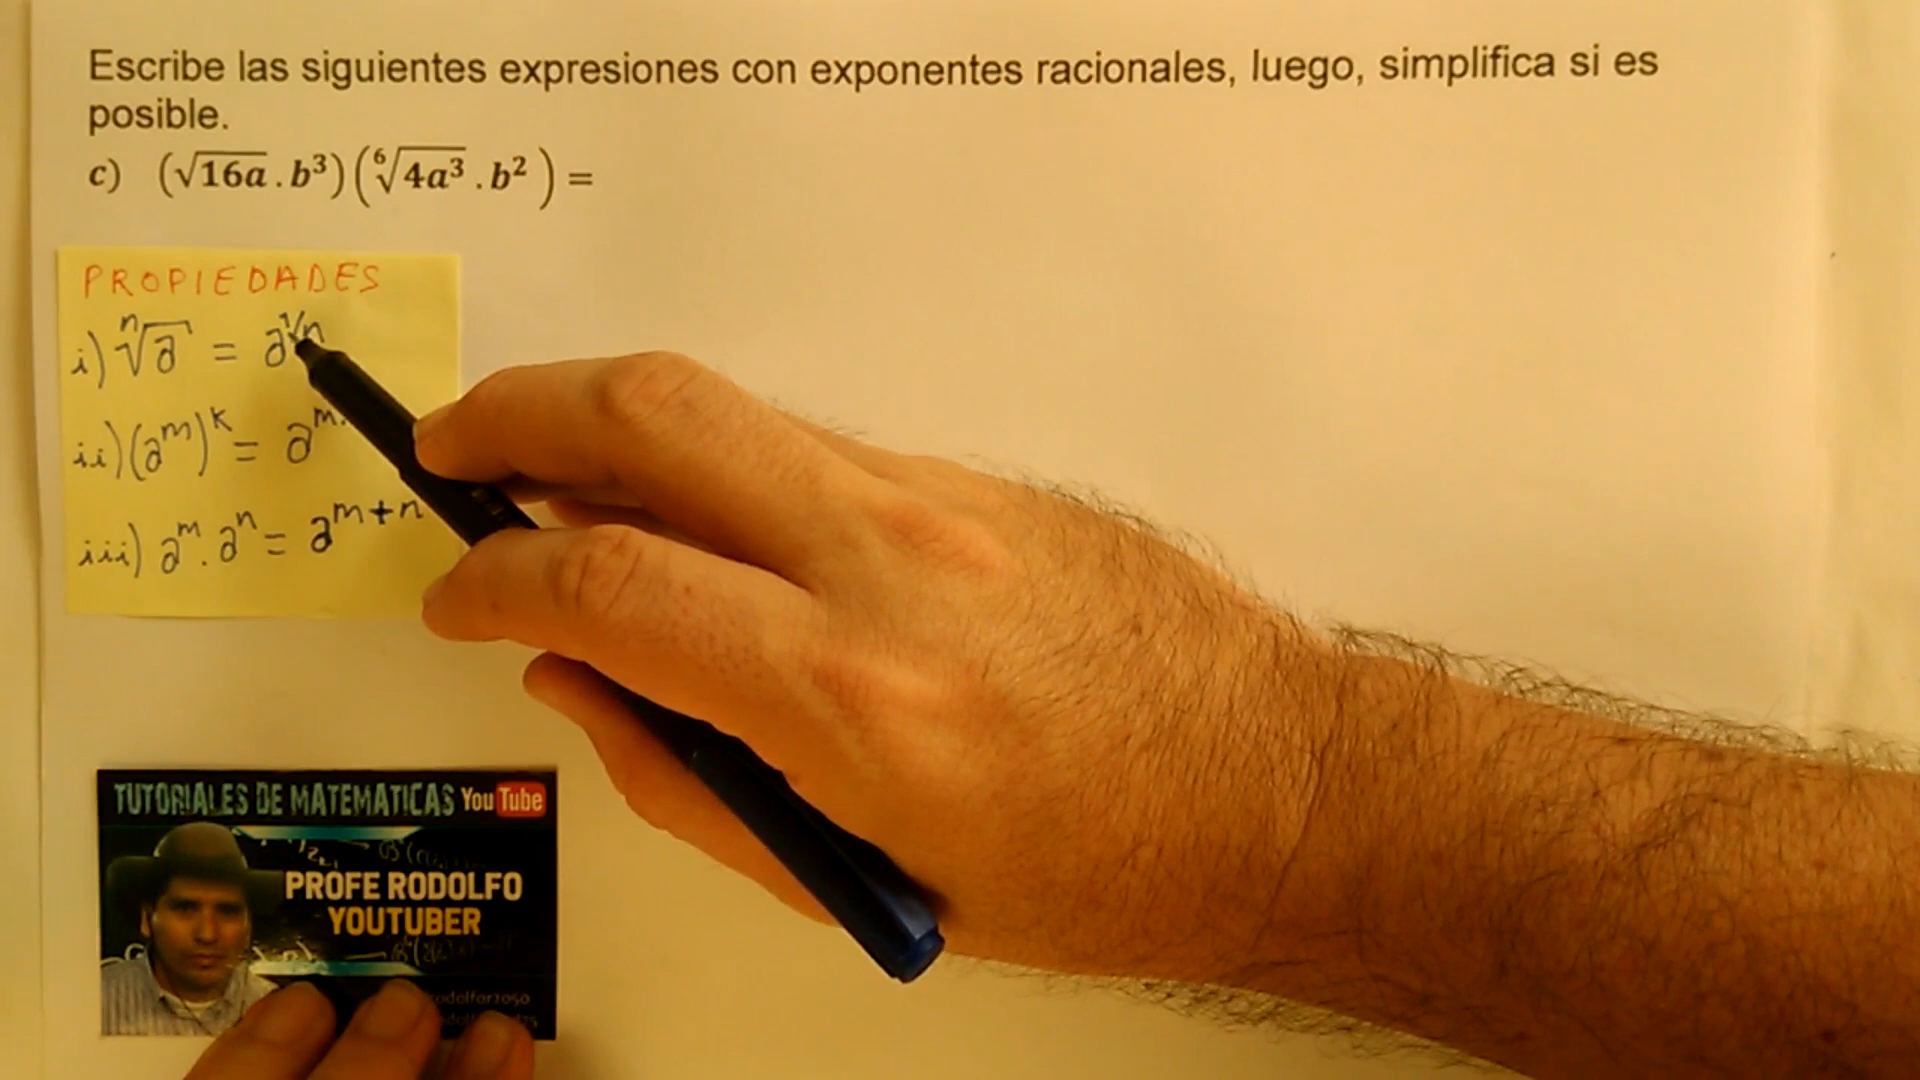 Escribe las siguientes expresiones con exponentes racionales, luego, simplifica si es
posible.
c) (√16a . b³)(⁶√4a³ . b² ) =
PROPIEDADES
i) ⁿ√a = a^1/n
ii) (a^m)^k = a^m.
iii) a^m . a^n = a^m+n
TUTORIALES DE MATEMATICAS YouTube
PROFE RODOLFO
YOUTUBER